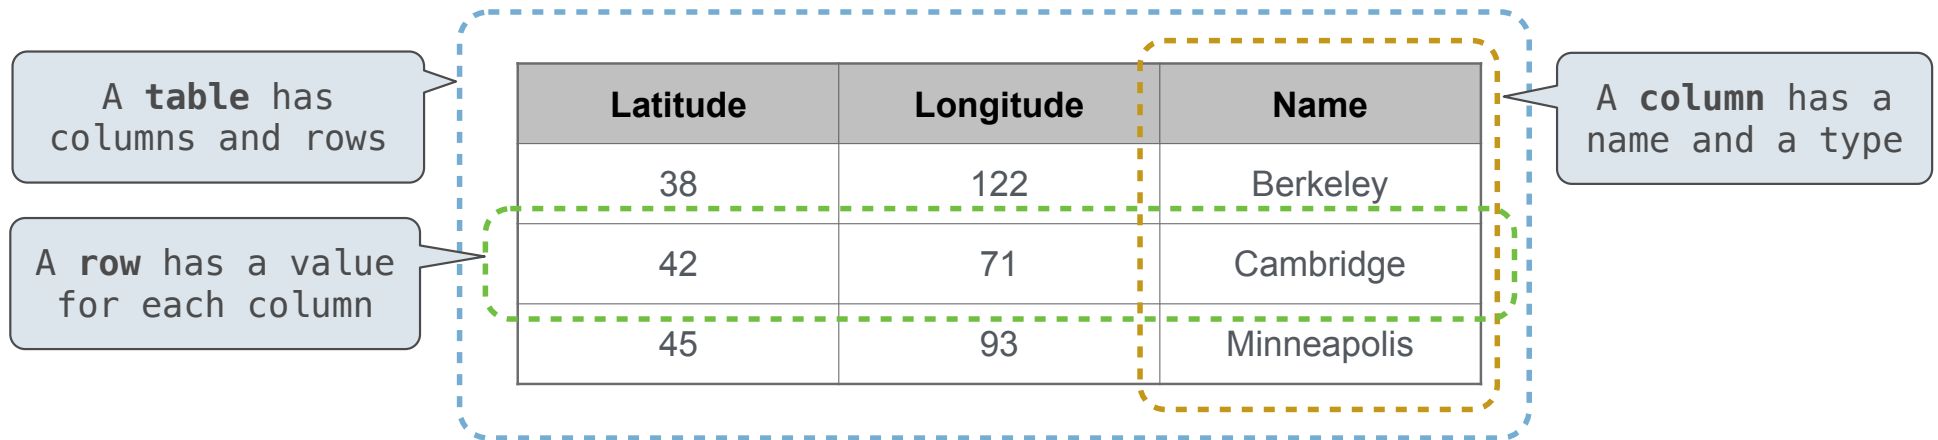 A table has
columns and rows
A row has a value
for each column
Latitude Longitude Name
38 122 Berkeley
42 71 Cambridge
45 93 Minneapolis
A column has a
name and a type